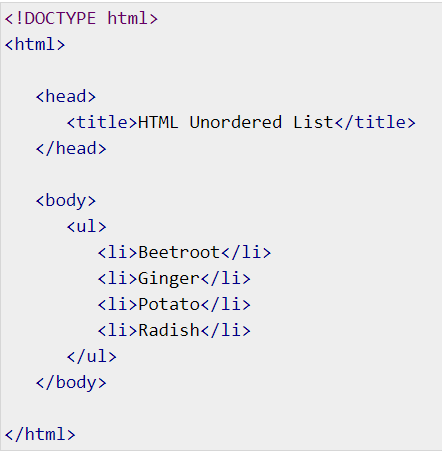 <!DOCTYPE html>
<html>
<head>
<title>HTML Unordered List</title>
</head>
<body>
<ul>
<li>Beetroot</li>
<li>Ginger</li>
<li>Potato</li>
<li>Radish</li>
</ul>
</body>
</html>